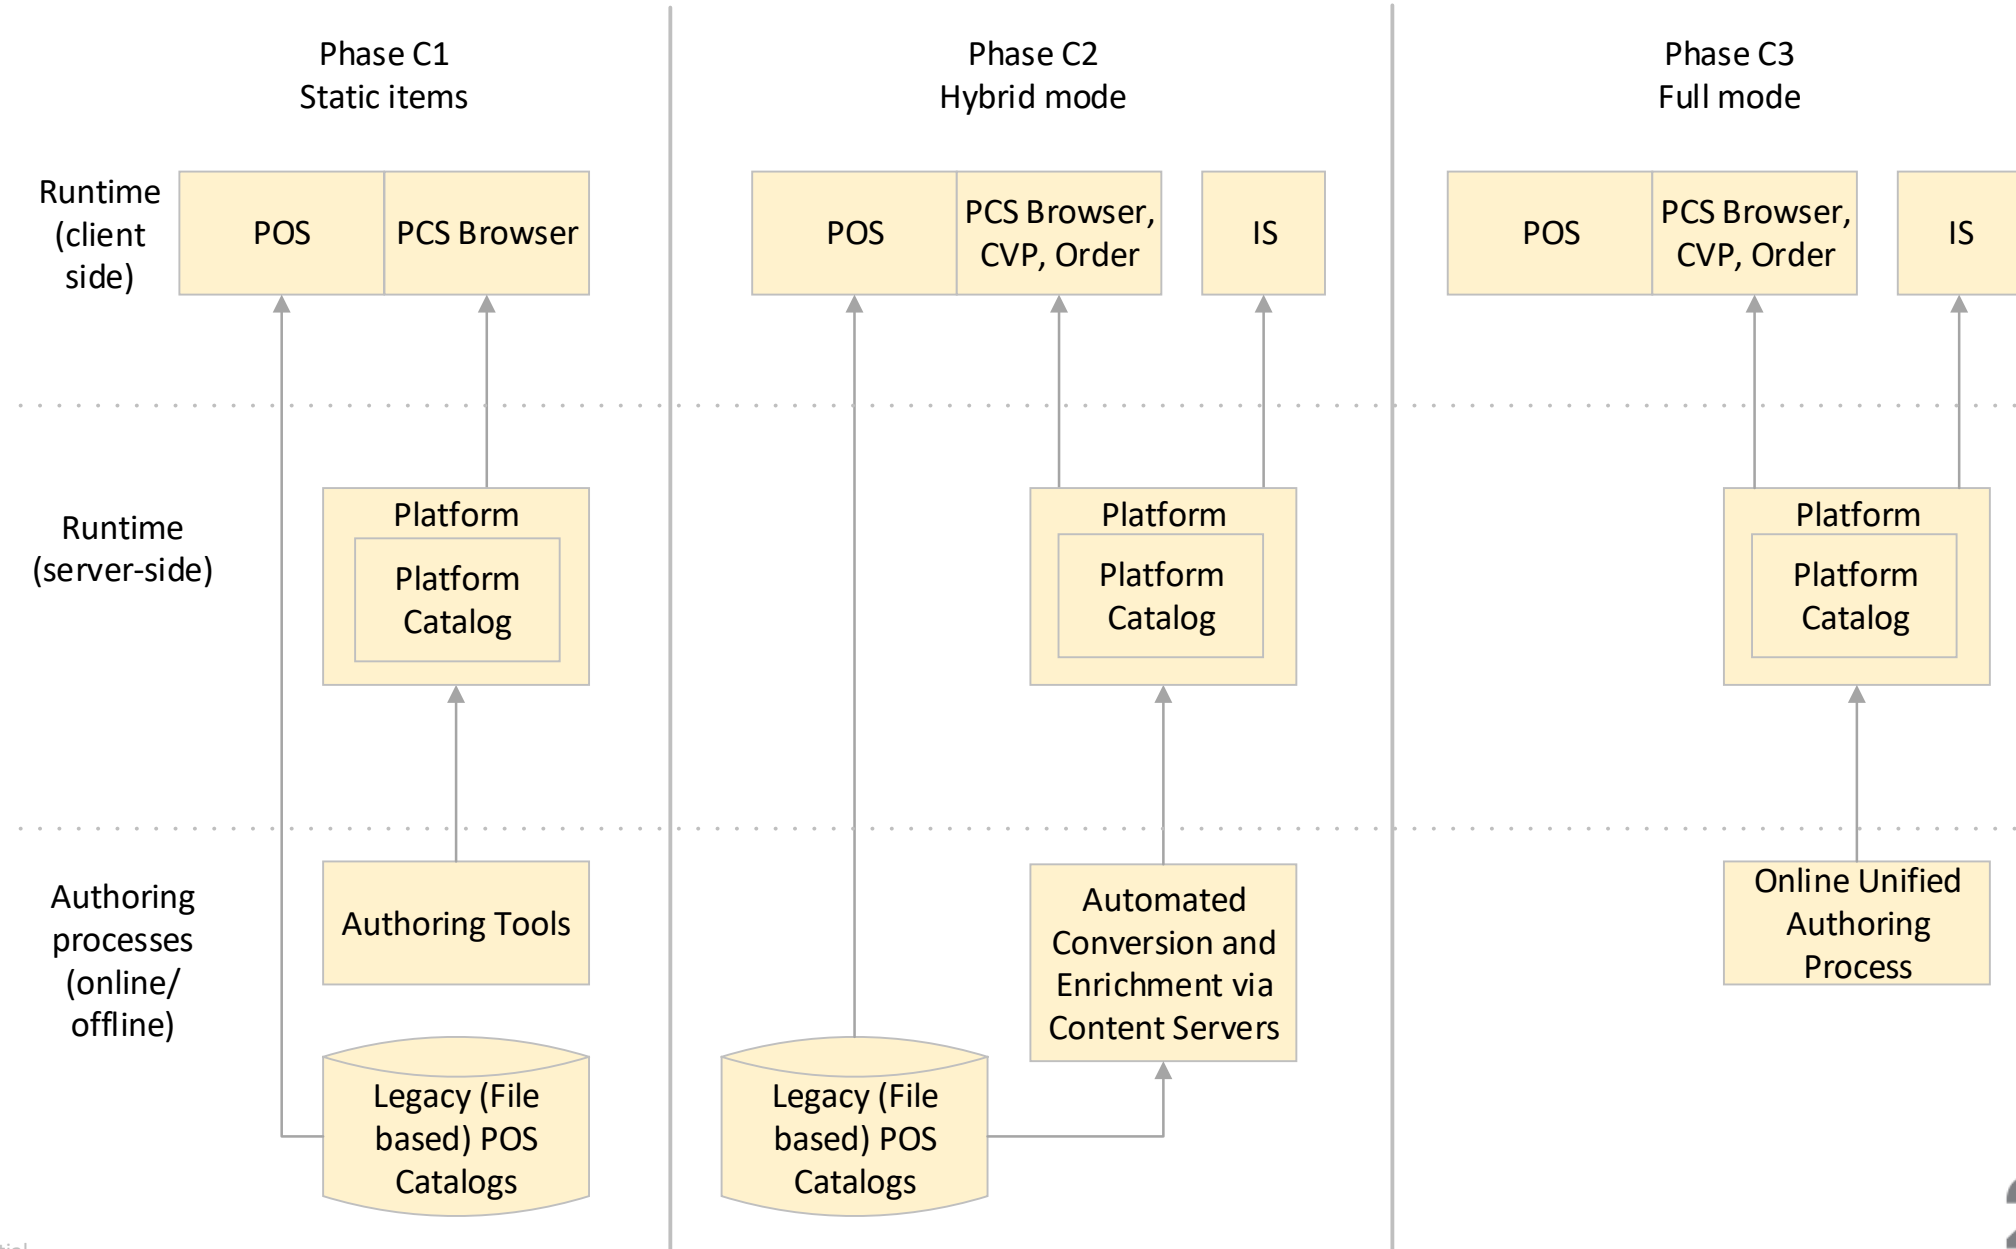 Phase C1
Static items
Phase C2
Hybrid mode
Phase C3
Full mode
Runtime
(client
side)
POS
PCS Browser
POS
PCS Browser,
CVP, Order
IS
POS
PCS Browser,
CVP, Order
IS
Runtime
(server-side)
Platform
Platform
Catalog
Platform
Platform
Catalog
Platform
Platform
Catalog
Authoring
processes
(online/
offline)
Authoring Tools
Legacy (File
based) POS
Catalogs
Legacy (File
based) POS
Catalogs
Automated
Conversion and
Enrichment via
Content Servers
Online Unified
Authoring
Process